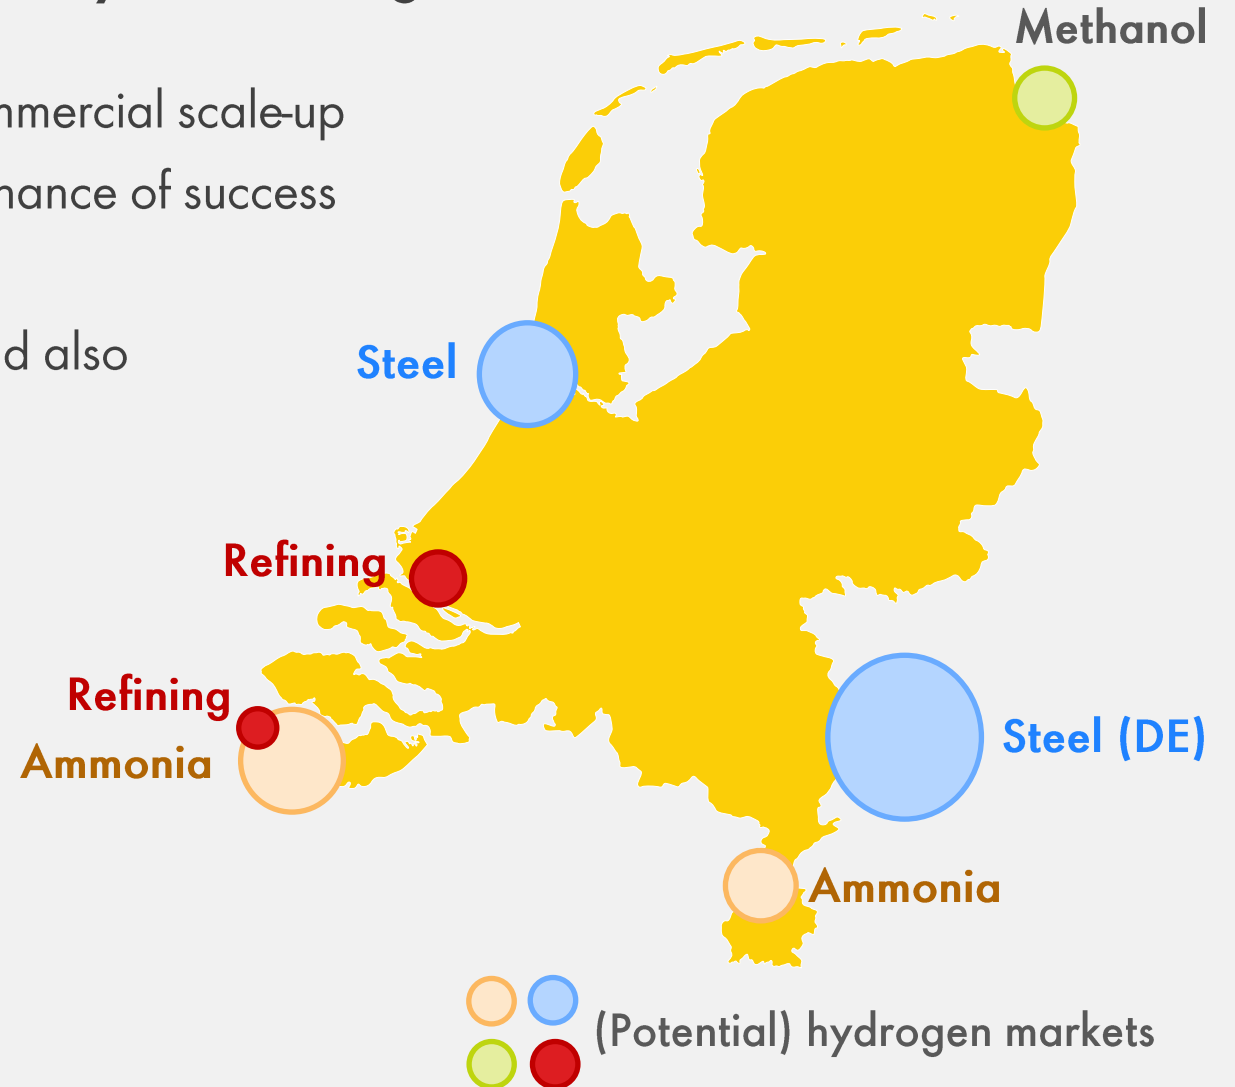 Methanol
mmercial scale-up
hance of success
d also
Steel
Refining
Refining
Ammonia
Steel (DE)
Ammonia
(Potential) hydrogen markets